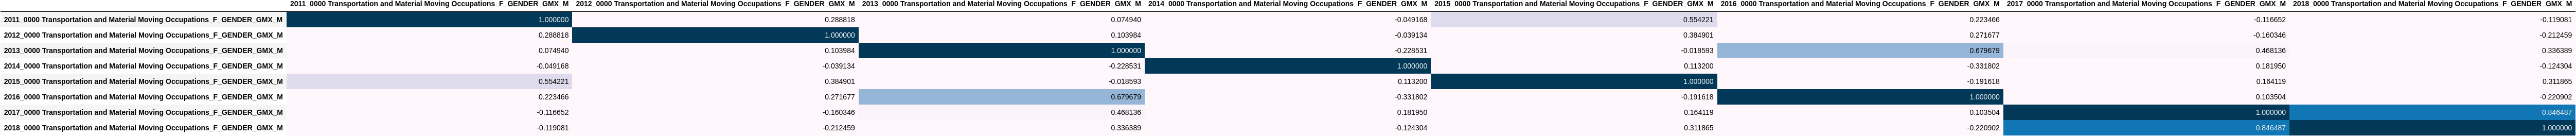 2011_0000 Transportation and Material Moving Occupations_F_GENDER_GMX_M 2012_0000 Transportation and Material Moving Occupations_F_GENDER_GMX_M 2013_0000 Transportation and Material Moving Occupations_F_GENDER_GMX_M 2014_0000 Transportation and Material Moving Occupations_F_GENDER_GMX_M 2015_0000 Transportation and Material Moving Occupations_F_GENDER_GMX_M 2016_0000 Transportation and Material Moving Occupations_F_GENDER_GMX_M 2017_0000 Transportation and Material Moving Occupations_F_GENDER_GMX_M 2018_0000 Transportation and Material Moving Occupations_F_GENDER_GMX_M
2011_0000 Transportation and Material Moving Occupations_F_GENDER_GMX_M 1.000000 0.288818 0.074940 -0.049168 0.554221 0.223466 -0.116652 -0.119081
2012_0000 Transportation and Material Moving Occupations_F_GENDER_GMX_M 0.288818 1.000000 0.103984 -0.039134 0.384901 0.271677 -0.160346 -0.212459
2013_0000 Transportation and Material Moving Occupations_F_GENDER_GMX_M 0.074940 0.103984 1.000000 -0.228531 -0.018593 0.679679 0.468136 0.336389
2014_0000 Transportation and Material Moving Occupations_F_GENDER_GMX_M -0.049168 -0.039134 -0.228531 1.000000 0.113200 -0.331802 0.181950 -0.124304
2015_0000 Transportation and Material Moving Occupations_F_GENDER_GMX_M 0.554221 0.384901 -0.018593 0.113200 1.000000 -0.191618 0.164119 0.311865
2016_0000 Transportation and Material Moving Occupations_F_GENDER_GMX_M 0.223466 0.271677 0.679679 -0.331802 -0.191618 1.000000 0.103504 -0.220902
2017_0000 Transportation and Material Moving Occupations_F_GENDER_GMX_M -0.116652 -0.160346 0.468136 0.181950 0.164119 0.103504 1.000000 0.846487
2018_0000 Transportation and Material Moving Occupations_F_GENDER_GMX_M -0.119081 -0.212459 0.336389 -0.124304 0.311865 -0.220902 0.846487 1.000000